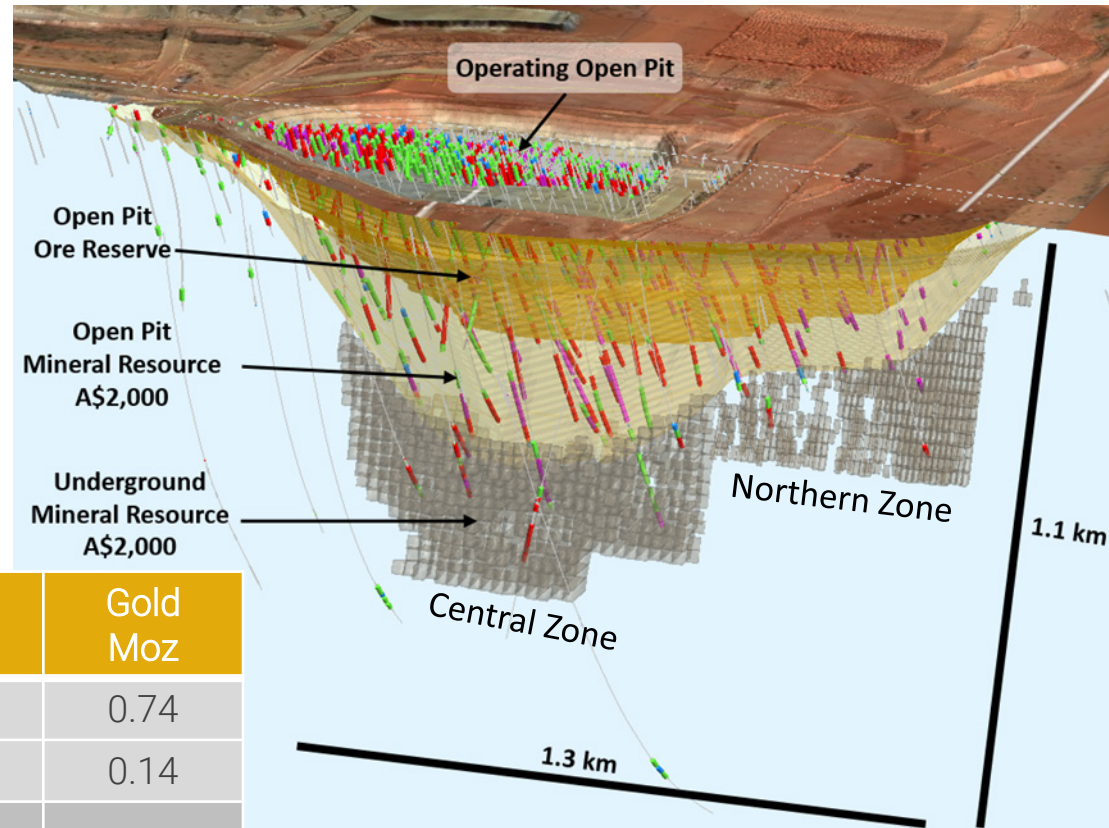 Operating Open Pit
Open Pit
Ore Reserve
Open Pit
Mineral Resource
A$2,000
Underground
Mineral Resource
A$2,000
Northern Zone
Central Zone
1.1 km
1.3 km
Gold
Moz
0.74
0.14